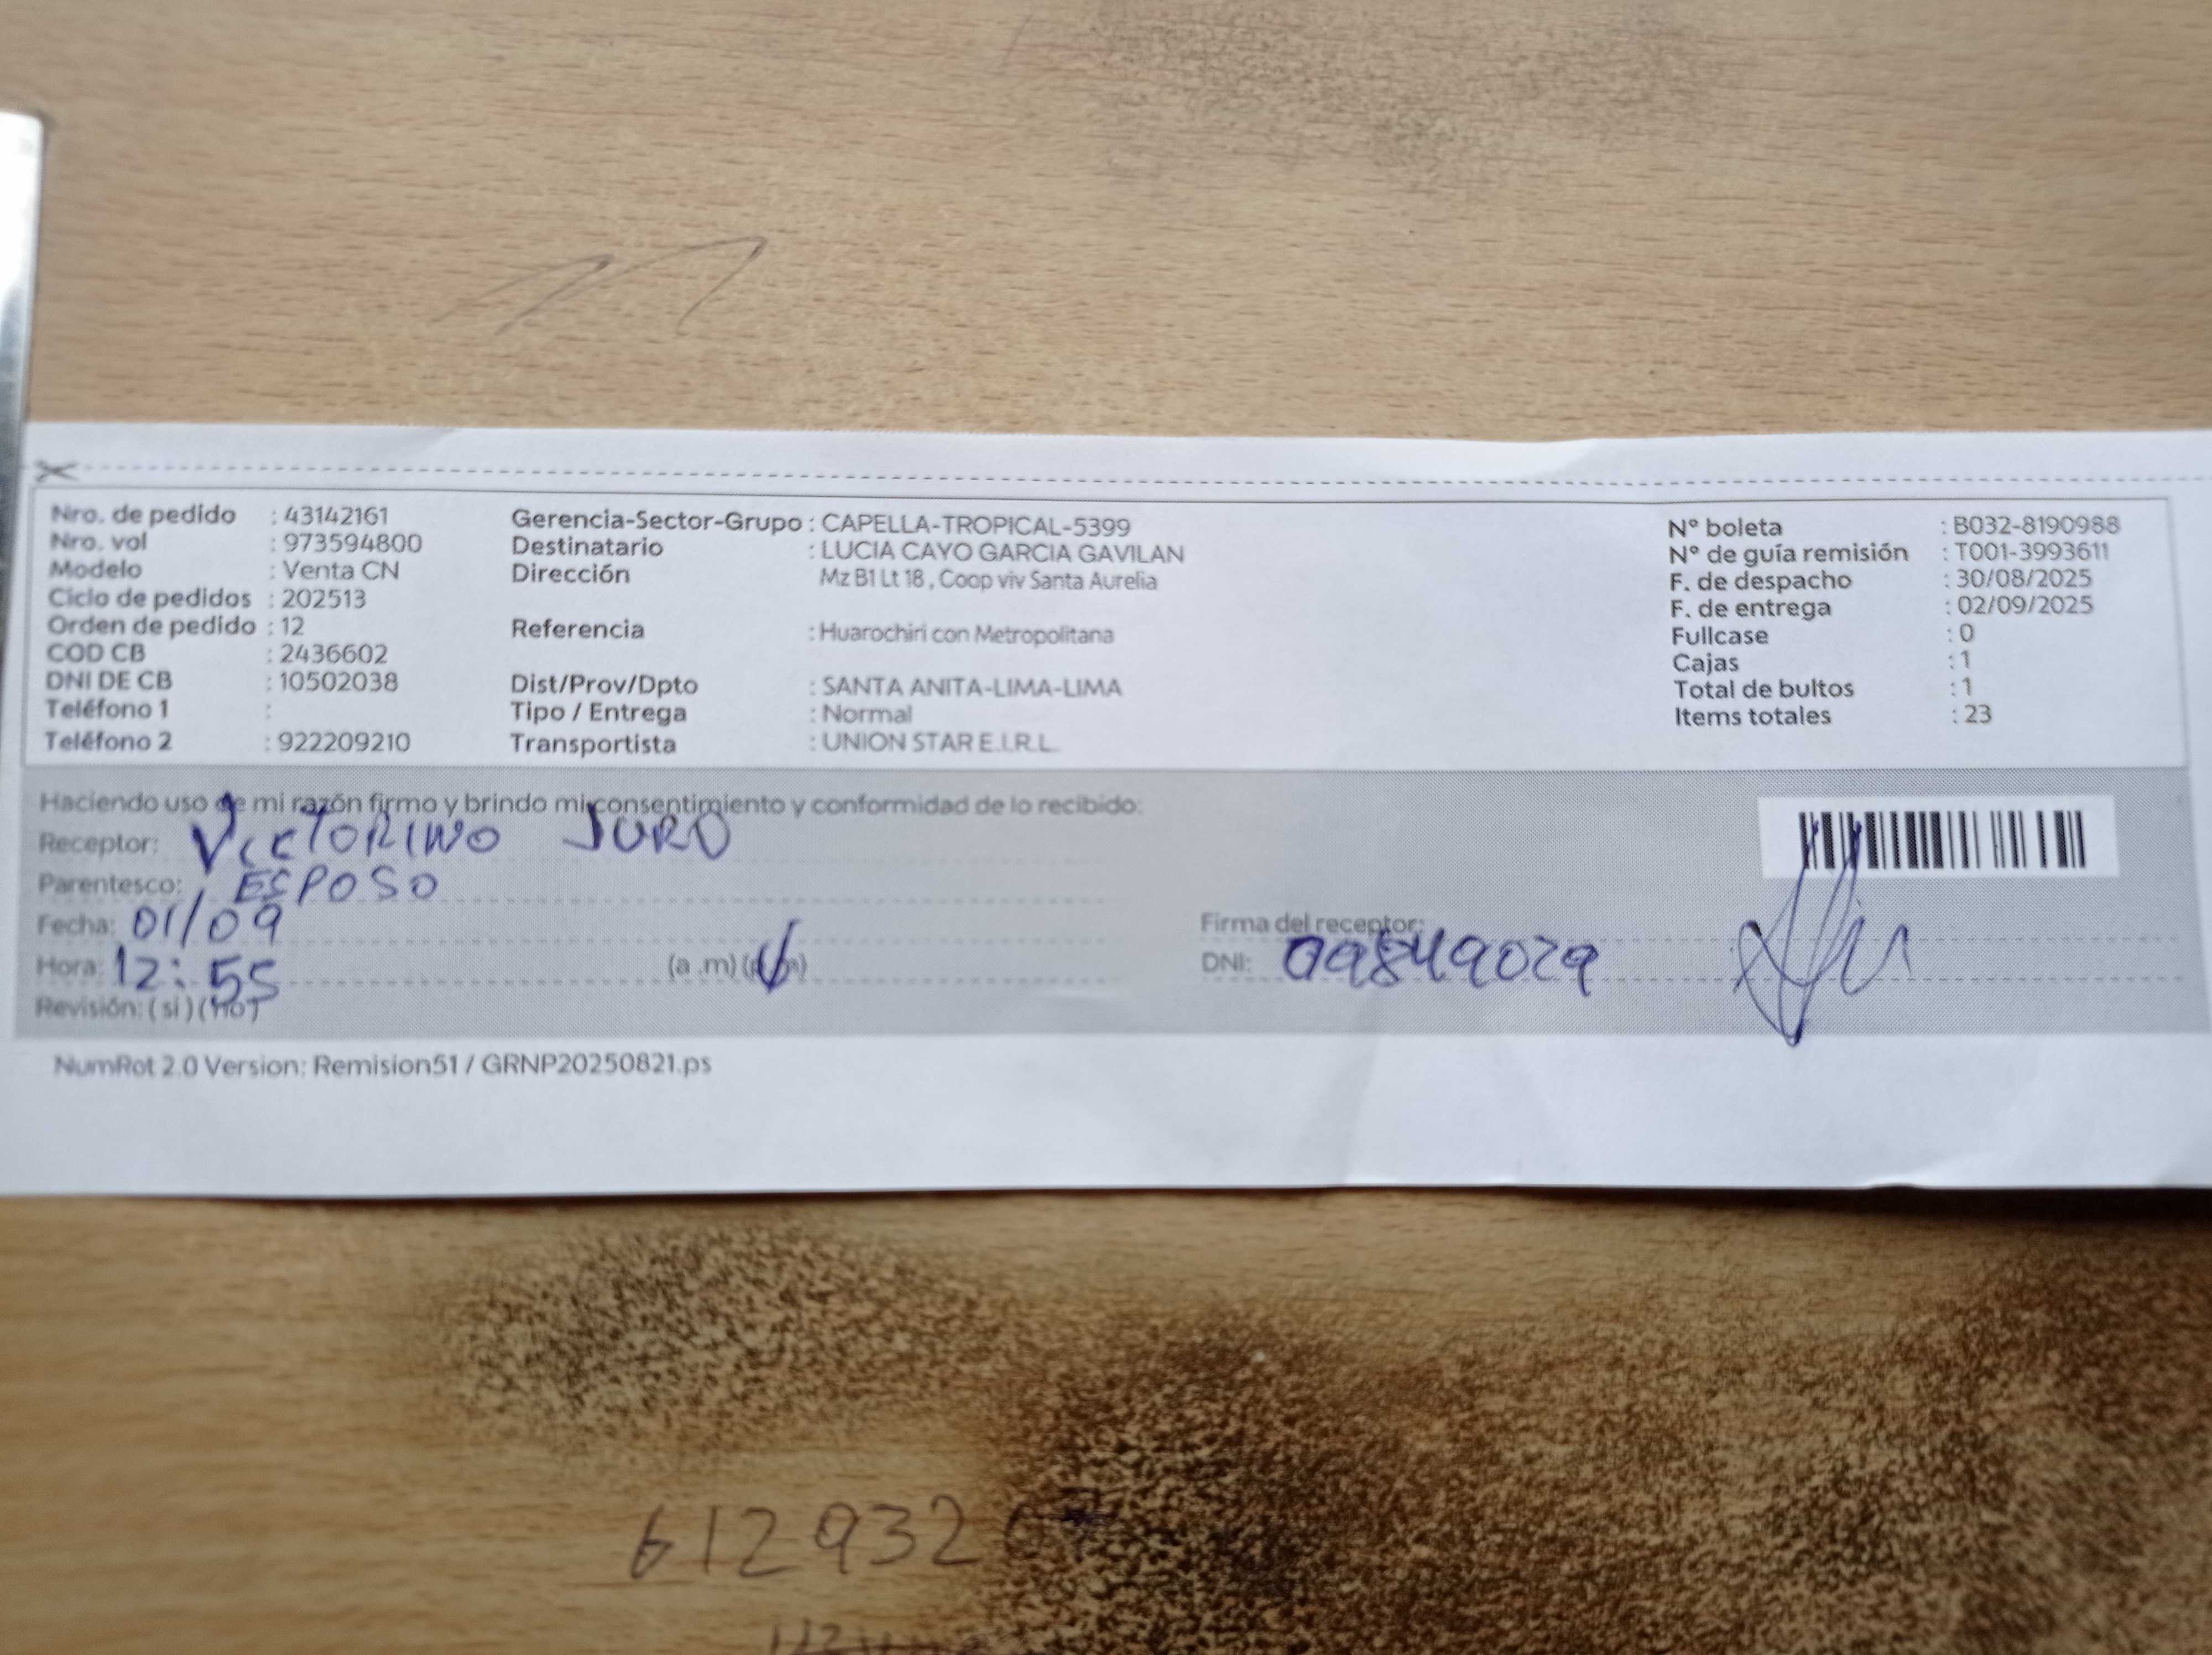 Nro. de pedido : 43142161
Nro. vol : 973594800
Modelo : Venta CN
Ciclo de pedidos : 202513
Orden de pedido : 12
COD CB : 2436602
DNI DE CB : 10502038
Teléfono 1 :
Teléfono 2 : 922209210
Gerencia-Sector-Grupo : CAPELLA-TROPICAL-5399
Destinatario : LUCIA CAYO GARCIA GAVILAN
Dirección Mz B1 Lt 18 , Coop viv Santa Aurelia
Referencia : Huarochiri con Metropolitana
Dist/Prov/Dpto : SANTA ANITA-LIMA-LIMA
Tipo / Entrega : Normal
Transportista : UNION STAR E.I.R.L.
N° boleta : B032-8190988
N° de guía remisión : T001-3993611
F. de despacho : 30/08/2025
F. de entrega : 02/09/2025
Fullcase : 0
Cajas : 1
Total de bultos : 1
Items totales : 23
Haciendo uso de mi razón firmo y brindo mi consentimiento y conformidad de lo recibido:
Receptor: VICTORINO JURO
Parentesco: ESPOSO
Fecha: 01/09
Hora: 12:55 (a .m) (p.m)
Revisión: ( si ) ( no )
Firma del receptor:
DNI: 09849029
NumRot 2.0 Version: Remision51 / GRNP20250821.ps
612932